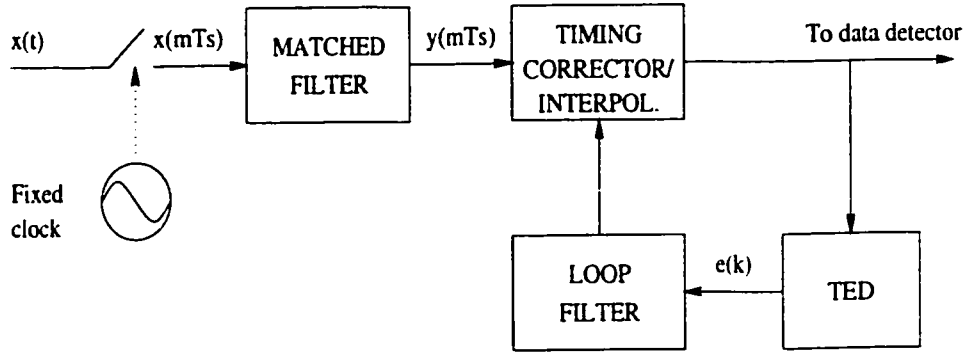 x(t)
x(mTs)
MATCHED
FILTER
y(mTs)
TIMING
CORRECTOR/
INTERPOL.
To data detector
Fixed
clock
LOOP
FILTER
e(k)
TED